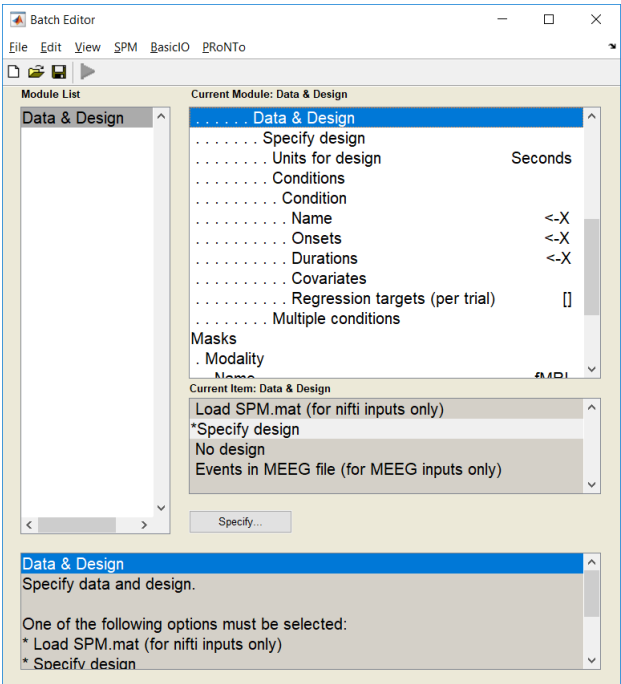 Batch Editor
File Edit View SPM BasicIO PRoNTo
Module List
Data & Design
Current Module: Data & Design
. . . . . . Data & Design
. . . . . . . Specify design
. . . . . . . . Units for design Seconds
. . . . . . . . Conditions
. . . . . . . . . Condition
. . . . . . . . . . Name <-X
. . . . . . . . . . Onsets <-X
. . . . . . . . . . Durations <-X
. . . . . . . . . . Covariates
. . . . . . . . . . Regression targets (per trial) []
. . . . . . . . Multiple conditions
Masks
. Modality
. . Name fMRI
Current Item: Data & Design
Load SPM.mat (for nifti inputs only)
*Specify design
No design
Events in MEEG file (for MEEG inputs only)
Specify...
Data & Design
Specify data and design.
One of the following options must be selected:
* Load SPM.mat (for nifti inputs only)
* Specify design